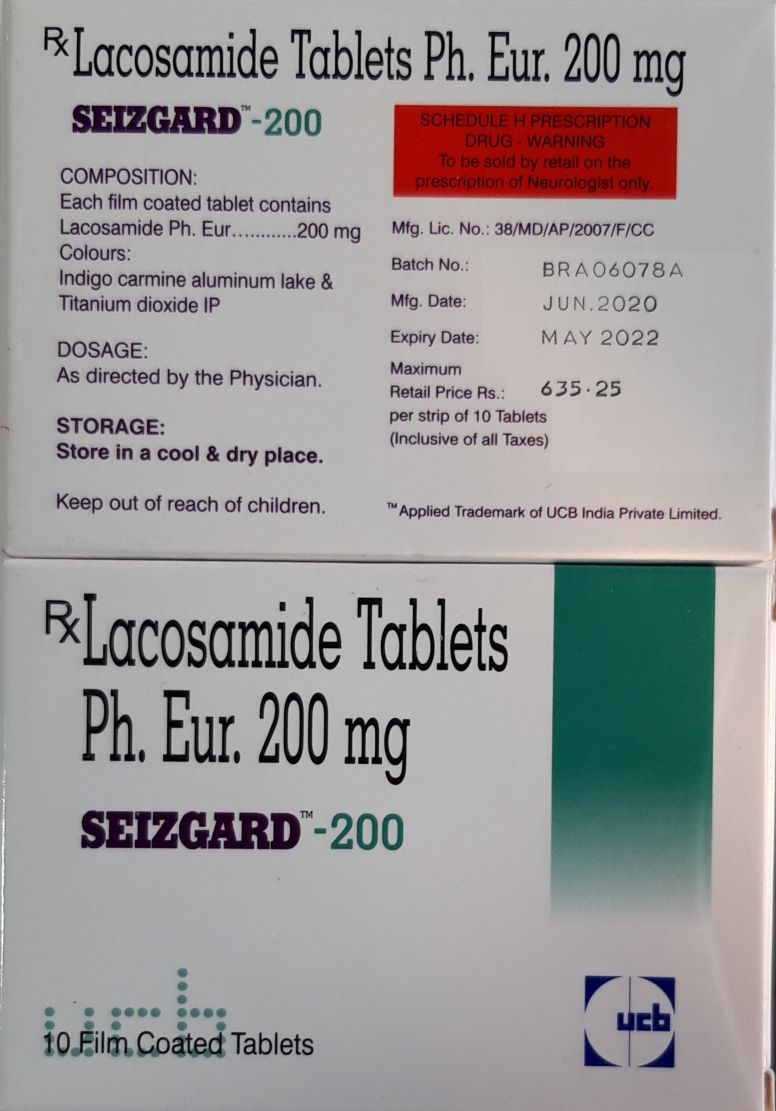 Rx Lacosamide Tablets Ph. Eur. 200 mg
SEIZGARD™-200
SCHEDULE H PRESCRIPTION
DRUG - WARNING
To be sold by retail on the
prescription of Neurologist only.
COMPOSITION:
Each film coated tablet contains
Lacosamide Ph. Eur............200 mg
Colours:
Indigo carmine aluminum lake &
Titanium dioxide IP
DOSAGE:
As directed by the Physician.
STORAGE:
Store in a cool & dry place.
Keep out of reach of children.
Mfg. Lic. No.: 38/MD/AP/2007/F/CC
Batch No.: BRA06078A
Mfg. Date: JUN.2020
Expiry Date: MAY 2022
Maximum
Retail Price Rs.: 635.25
per strip of 10 Tablets
(Inclusive of all Taxes)
™Applied Trademark of UCB India Private Limited.
Rx Lacosamide Tablets
Ph. Eur. 200 mg
SEIZGARD™-200
ucb
10 Film Coated Tablets
ucb